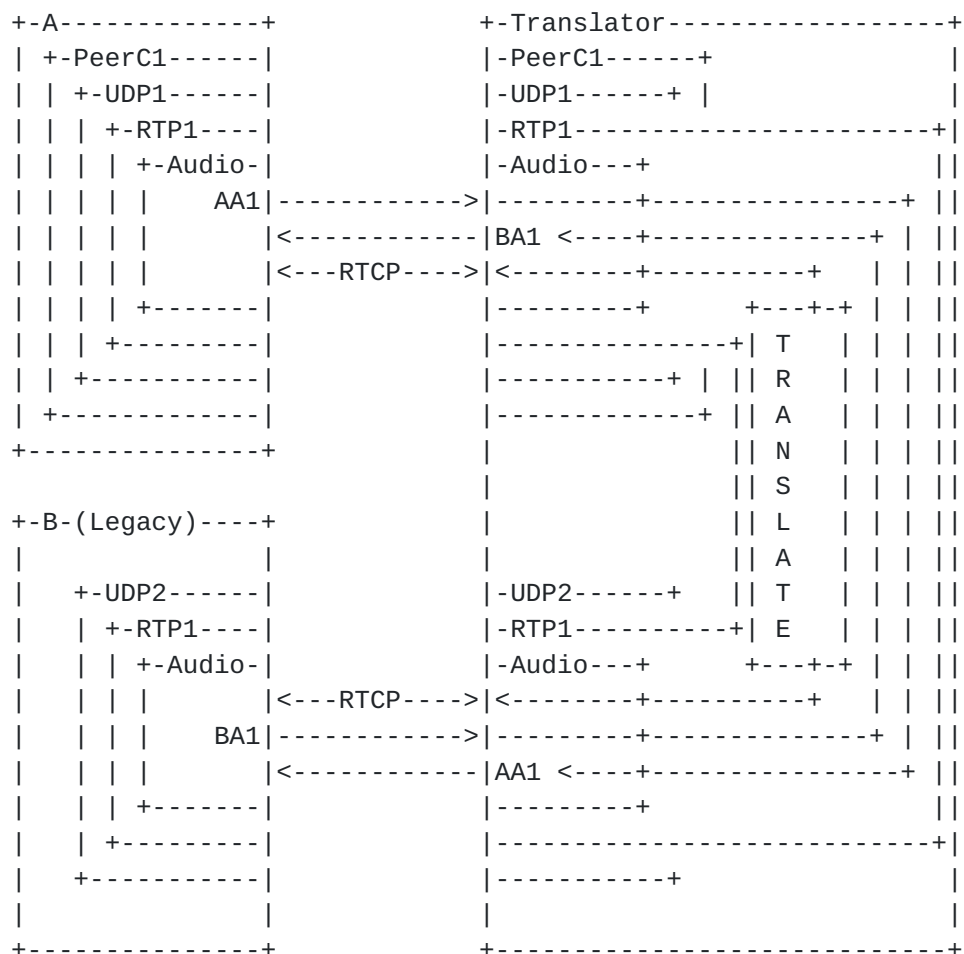 +-A-------------+             +-Translator------------------+
| +-PeerC1------|             |-PeerC1------+               |
| | +-UDP1------|             |-UDP1------+ |               |
| | | +-RTP1----|             |-RTP1-----------------------+|
| | | | +-Audio-|             |-Audio---+                  ||
| | | | |    AA1|------------>|---------+----------------+ ||
| | | | |       |<------------|BA1 <----+--------------+ | ||
| | | | |       |<---RTCP---->|<--------+----------+   | | ||
| | | | +-------|             |---------+      +---+-+ | | ||
| | | +---------|             |---------------+| T   | | | ||
| | +-----------|             |-----------+ | || R   | | | ||
| +-------------|             |-------------+ || A   | | | ||
+---------------+             |               || N   | | | ||
                              |               || S   | | | ||
+-B-(Legacy)----+             |               || L   | | | ||
|               |             |               || A   | | | ||
|   +-UDP2------|             |-UDP2------+   || T   | | | ||
|   | +-RTP1----|             |-RTP1----------+| E   | | | ||
|   | | +-Audio-|             |-Audio---+      +---+-+ | | ||
|   | | |       |<---RTCP---->|<--------+----------+   | | ||
|   | | |    BA1|------------>|---------+--------------+ | ||
|   | | |       |<------------|AA1 <----+----------------+ ||
|   | | +-------|             |---------+                  ||
|   | +---------|             |----------------------------+|
|   +-----------|             |-----------+                 |
|               |             |                             |
+---------------+             +-----------------------------+